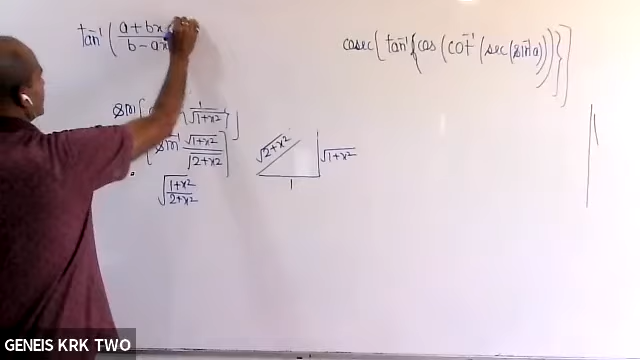 tan⁻¹ ( a + bx
b − ax
cosec [ tan⁻¹ { cos ( cot⁻¹ ( sec (sin⁻¹ a) ) ) } ]
sin [
1
√1+x²
sin⁻¹ √1+x²
√2+x²
√2+x²
√1+x²
1
√ 1+x²
2+x²
GENEIS KRK TWO